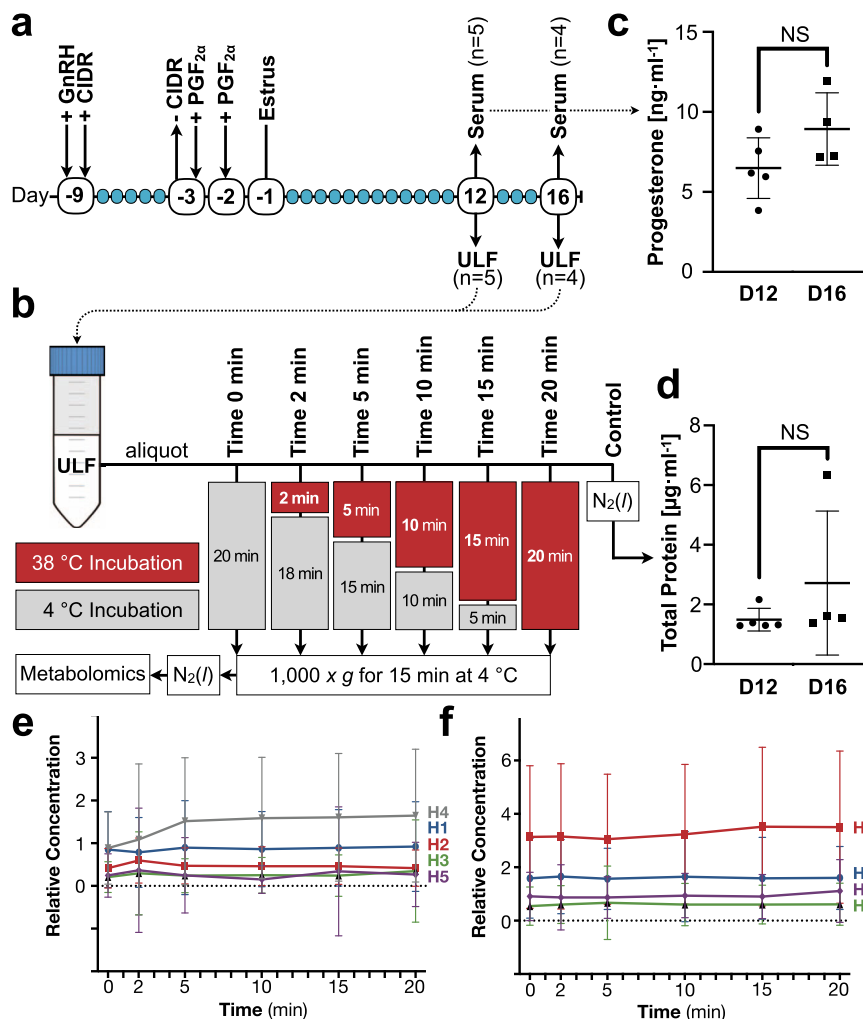 a
+ GnRH
+ CIDR
- CIDR
+ PGF2α
+ PGF2α
Estrus
Serum (n=5)
Serum (n=4)
Day -9 -3 -2 -1 12 16
ULF
(n=5)
ULF
(n=4)
b
ULF
aliquot
Time 0 min
Time 2 min
Time 5 min
Time 10 min
Time 15 min
Time 20 min
Control
N2(l)
20 min
2 min
18 min
5 min
15 min
10 min
10 min
15 min
5 min
20 min
38 °C Incubation
4 °C Incubation
Metabolomics
N2(l)
1,000 x g for 15 min at 4 °C
c
NS
Progesterone [ng·ml-1]
15
10
5
0
D12 D16
d
NS
Total Protein [µg·ml-1]
8
6
4
2
0
D12 D16
e
Relative Concentration
3
2
1
0
H4
H1
H2
H3
H5
0 2 5 10 15 20
Time (min)
f
Relative Concentration
6
4
2
0
H
H
H
H
0 2 5 10 15 20
Time (min)